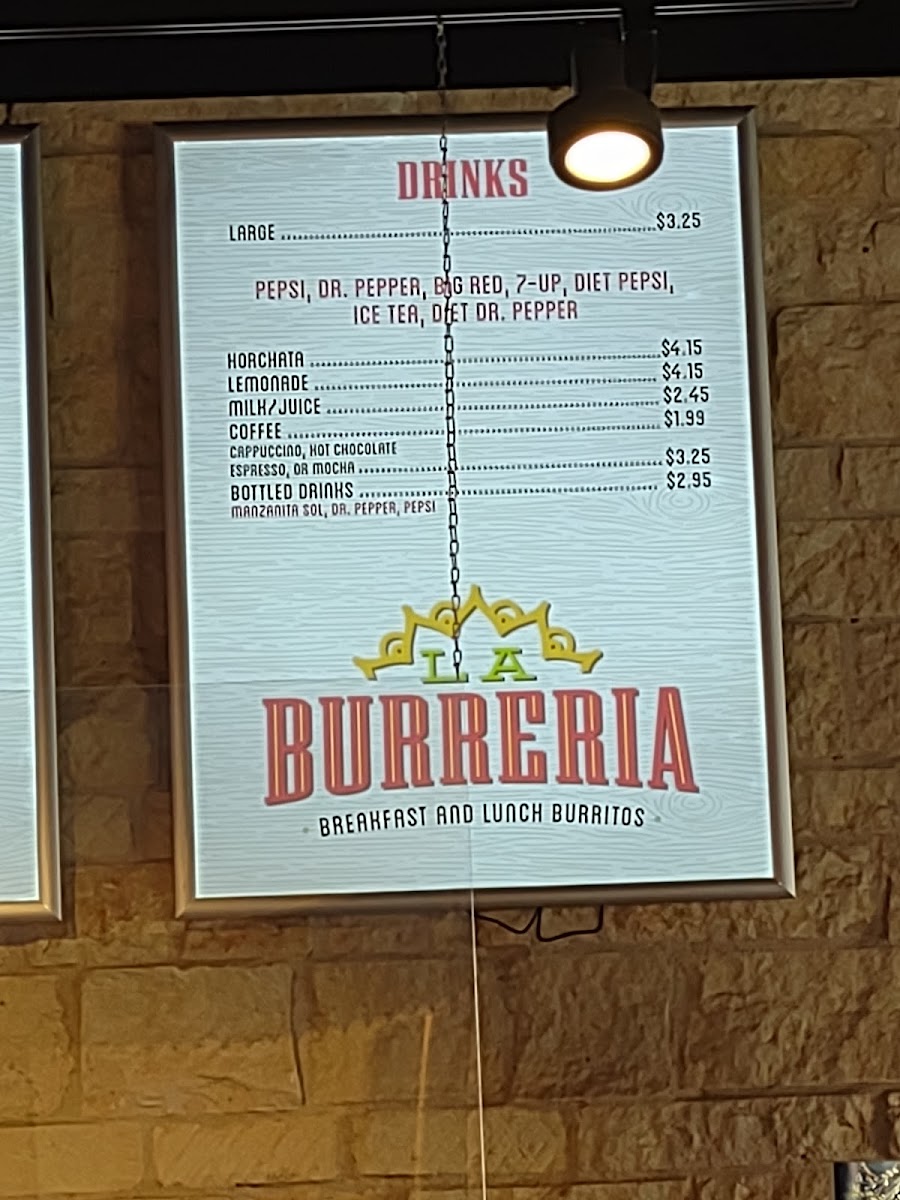 DRINKS
LARGE ........................................ $3.25
PEPSI, DR. PEPPER, BIG RED, 7-UP, DIET PEPSI,
ICE TEA, DIET DR. PEPPER
HORCHATA ........................................ $4.15
LEMONADE ........................................ $4.15
MILK/JUICE ........................................ $2.45
COFFEE ........................................ $1.99
CAPPUCCINO, HOT CHOCOLATE
ESPRESSO, OR MOCHA ........................................ $3.25
BOTTLED DRINKS ........................................ $2.95
MANZANITA SOL, DR. PEPPER, PEPSI
LA
BURRERIA
· BREAKFAST AND LUNCH BURRITOS ·